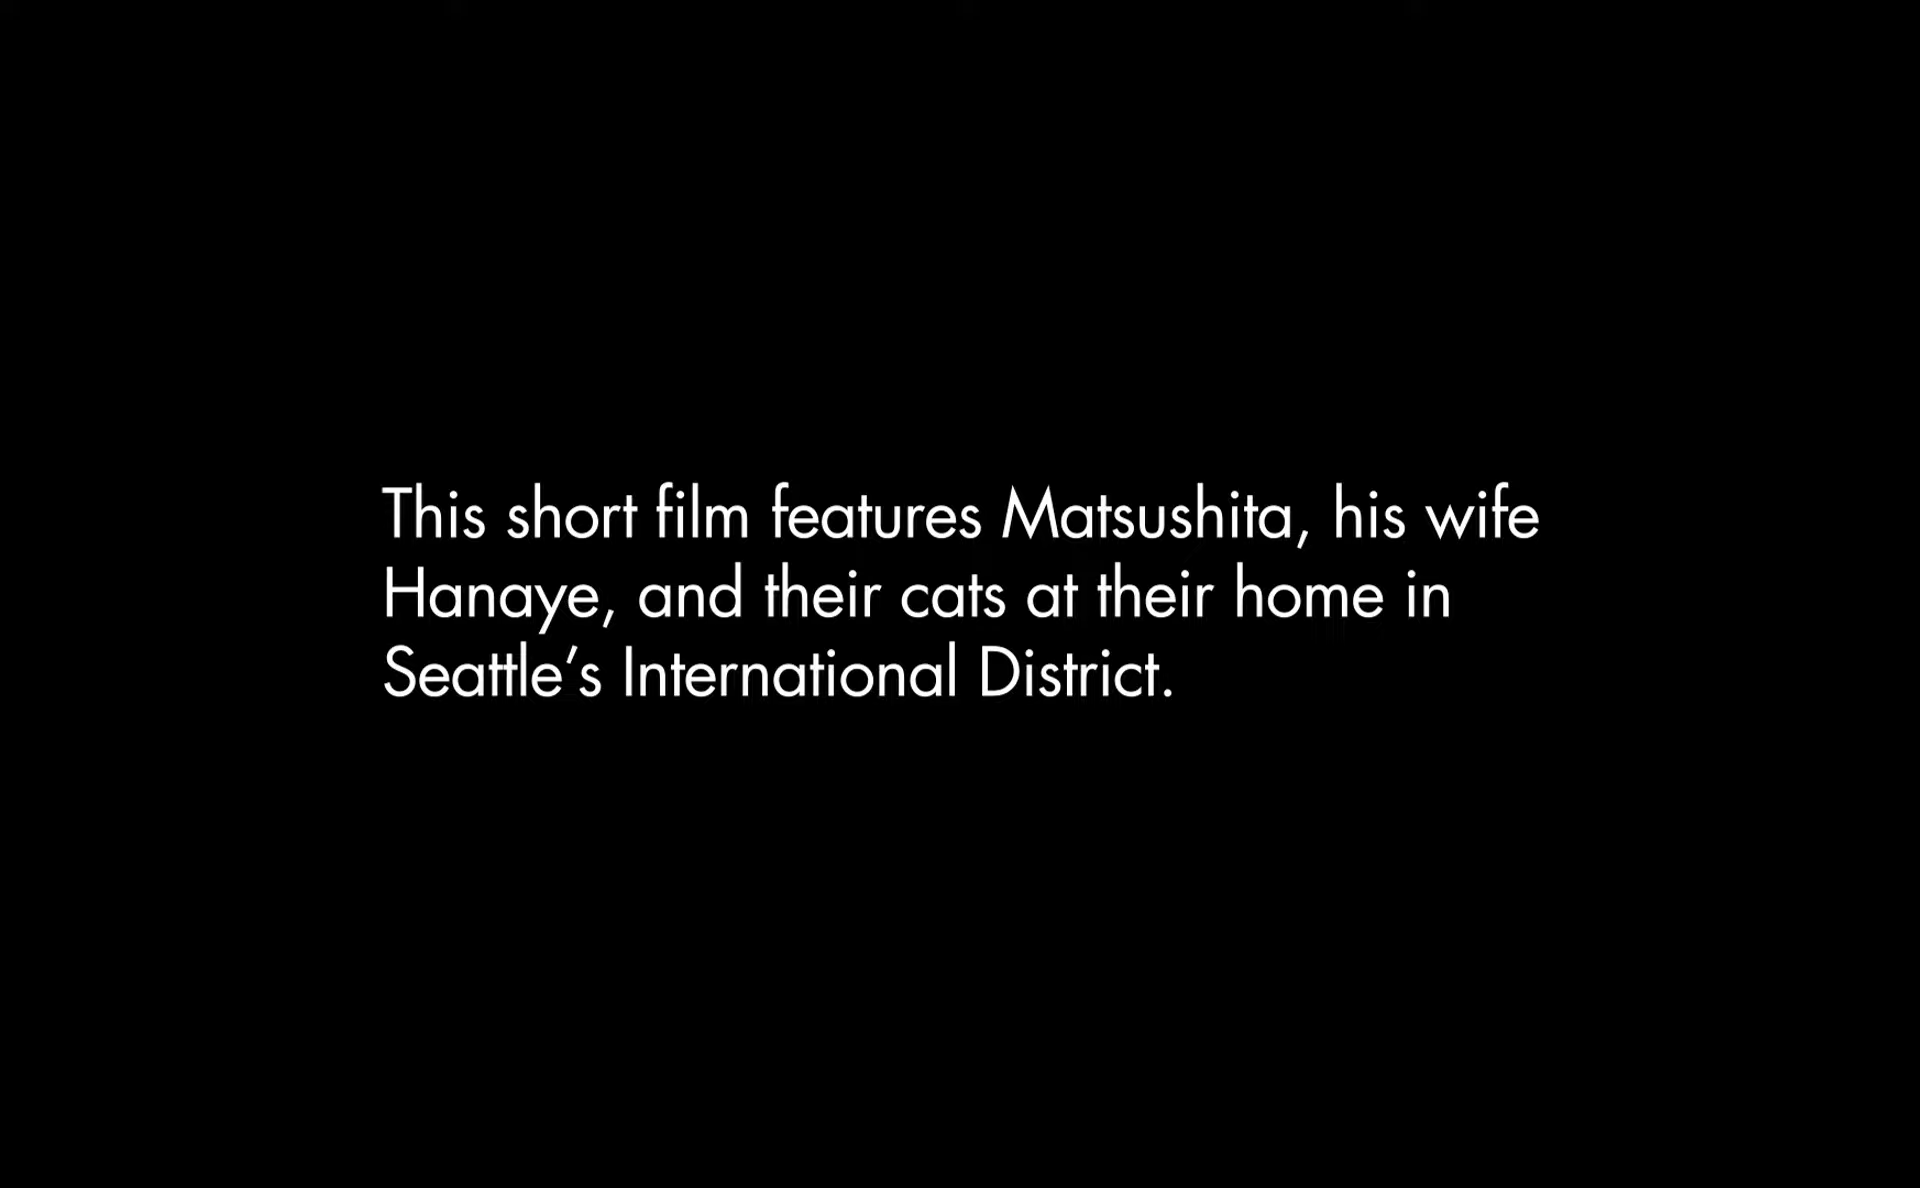 This short film features Matsushita, his wife
Hanaye, and their cats at their home in
Seattle’s International District.